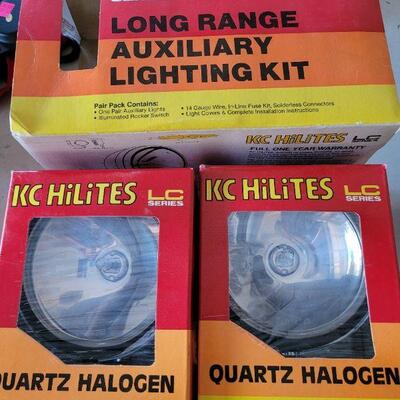 LONG RANGE
AUXILIARY
LIGHTING KIT
Pair Pack Contains:
• One Pair Auxiliary Lights
• Illuminated Rocker Switch
• 14 Gauge Wire, In-Line Fuse Kit, Solderless Connectors
• Light Covers & Complete Installation Instructions
KC HiLiTES LC
FULL ONE YEAR WARRANTY
KC HiLiTES LC
SERIES
KC HiLiTES LC
SERIES
QUARTZ HALOGEN
QUARTZ HALOGEN